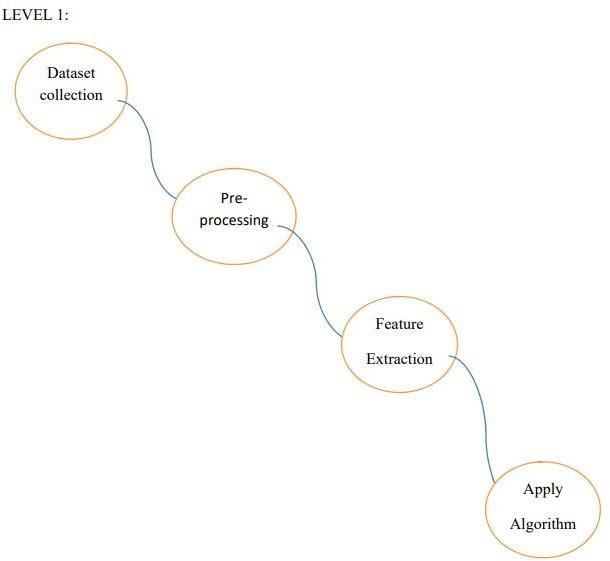 LEVEL 1:
Dataset
collection
Pre-
processing
Feature
Extraction
Apply
Algorithm